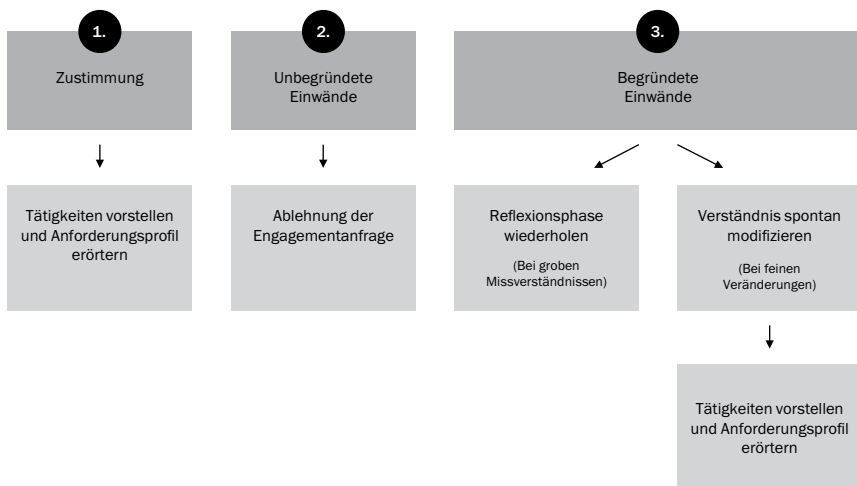 1.
Zustimmung
Tätigkeiten vorstellen
und Anforderungsprofil
erörtern
2.
Unbegründete
Einwände
Ablehnung der
Engagementanfrage
3.
Begründete
Einwände
Reflexionsphase
wiederholen
(Bei groben
Missverständnissen)
Verständnis spontan
modifizieren
(Bei feinen
Veränderungen)
Tätigkeiten vorstellen
und Anforderungsprofil
erörtern